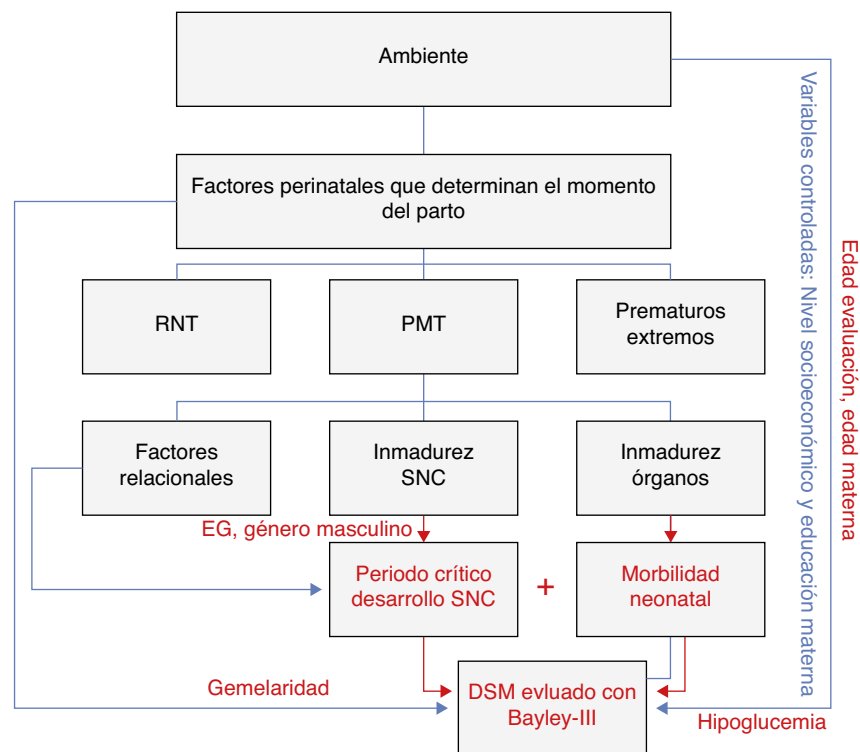 Ambiente
Factores perinatales que determinan el momento
del parto
RNT
PMT
Prematuros
extremos
Factores
relacionales
Inmadurez
SNC
Inmadurez
órganos
EG, género masculino
Periodo crítico
desarrollo SNC
+
Morbilidad
neonatal
Gemelaridad
DSM evluado con
Bayley-III
Hipoglucemia
Variables controladas: Nivel socioeconómico y educación materna
Edad evaluación, edad materna